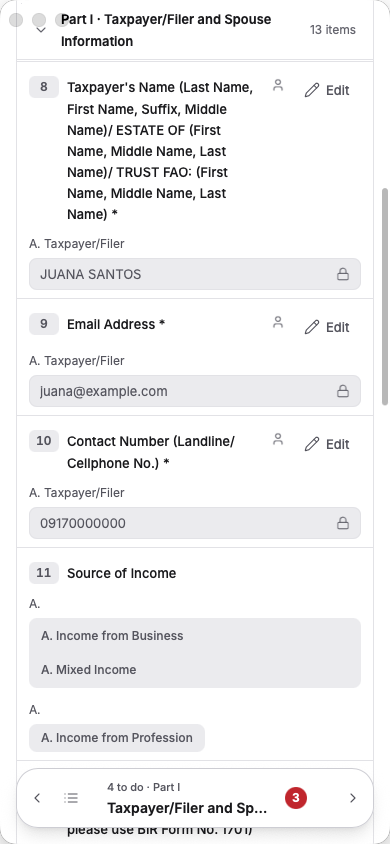 Part I · Taxpayer/Filer and Spouse
Information
13 items
8
Taxpayer's Name (Last Name,
First Name, Suffix, Middle
Name)/ ESTATE OF (First
Name, Middle Name, Last
Name)/ TRUST FAO: (First
Name, Middle Name, Last
Name) *
Edit
A. Taxpayer/Filer
JUANA SANTOS
9
Email Address *
Edit
A. Taxpayer/Filer
juana@example.com
10
Contact Number (Landline/
Cellphone No.) *
Edit
A. Taxpayer/Filer
09170000000
11
Source of Income
A.
A. Income from Business
A. Mixed Income
A.
A. Income from Profession
4 to do · Part I
Taxpayer/Filer and Sp...
3
please use BIR Form No. 1701)